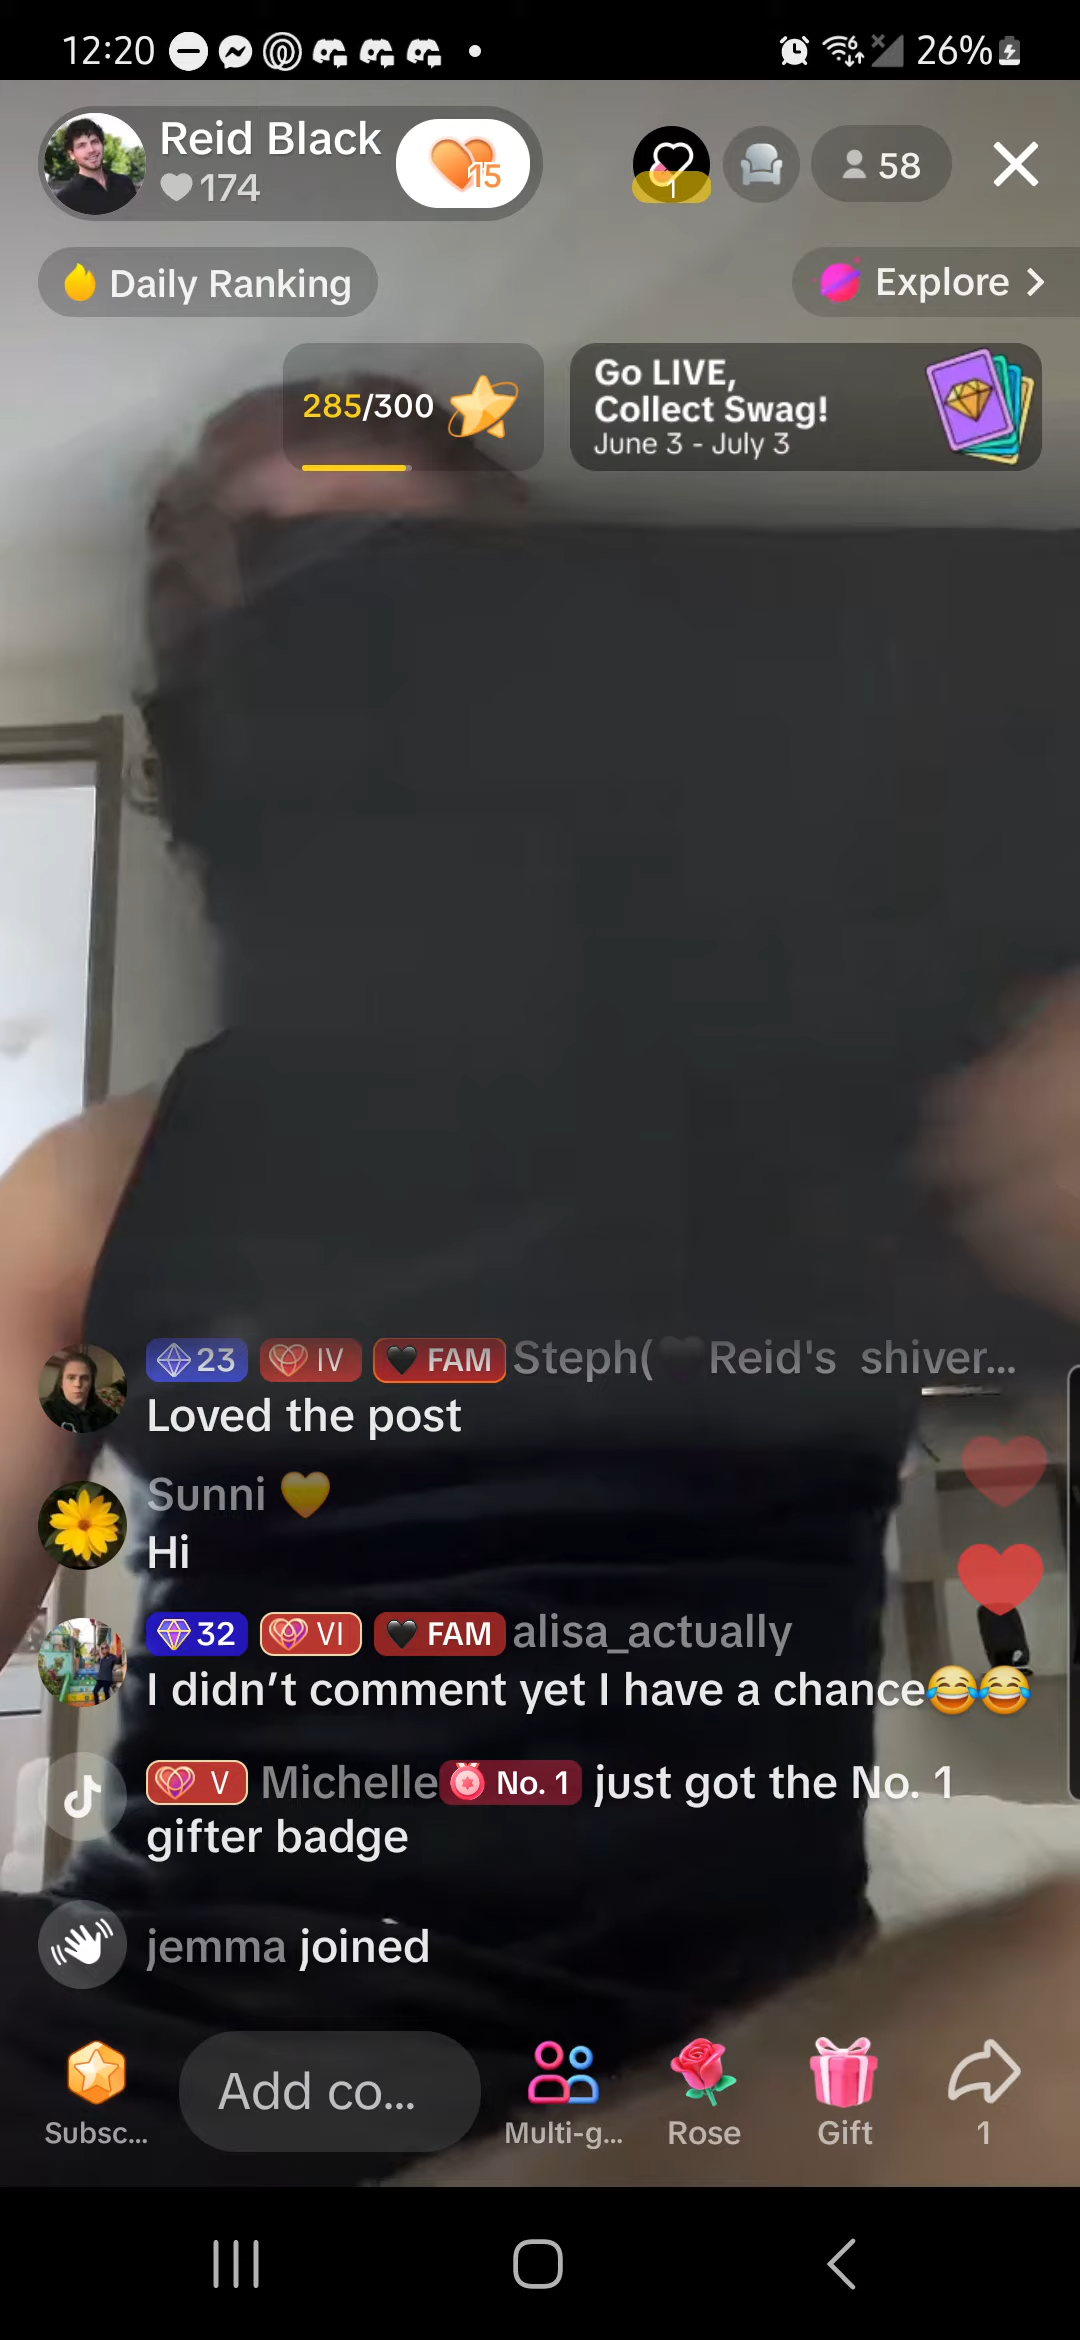 12:20
26%
Reid Black
174
15
1
58
Daily Ranking
Explore
285/300
Go LIVE,
Collect Swag!
June 3 - July 3
23 IV FAM Steph(🖤Reid's shiver...
Loved the post
Sunni 💛
Hi
32 VI FAM alisa_actually
I didn’t comment yet I have a chance😂😂
V Michelle No. 1 just got the No. 1
gifter badge
jemma joined
Subsc...
Add co...
Multi-g...
Rose
Gift
1